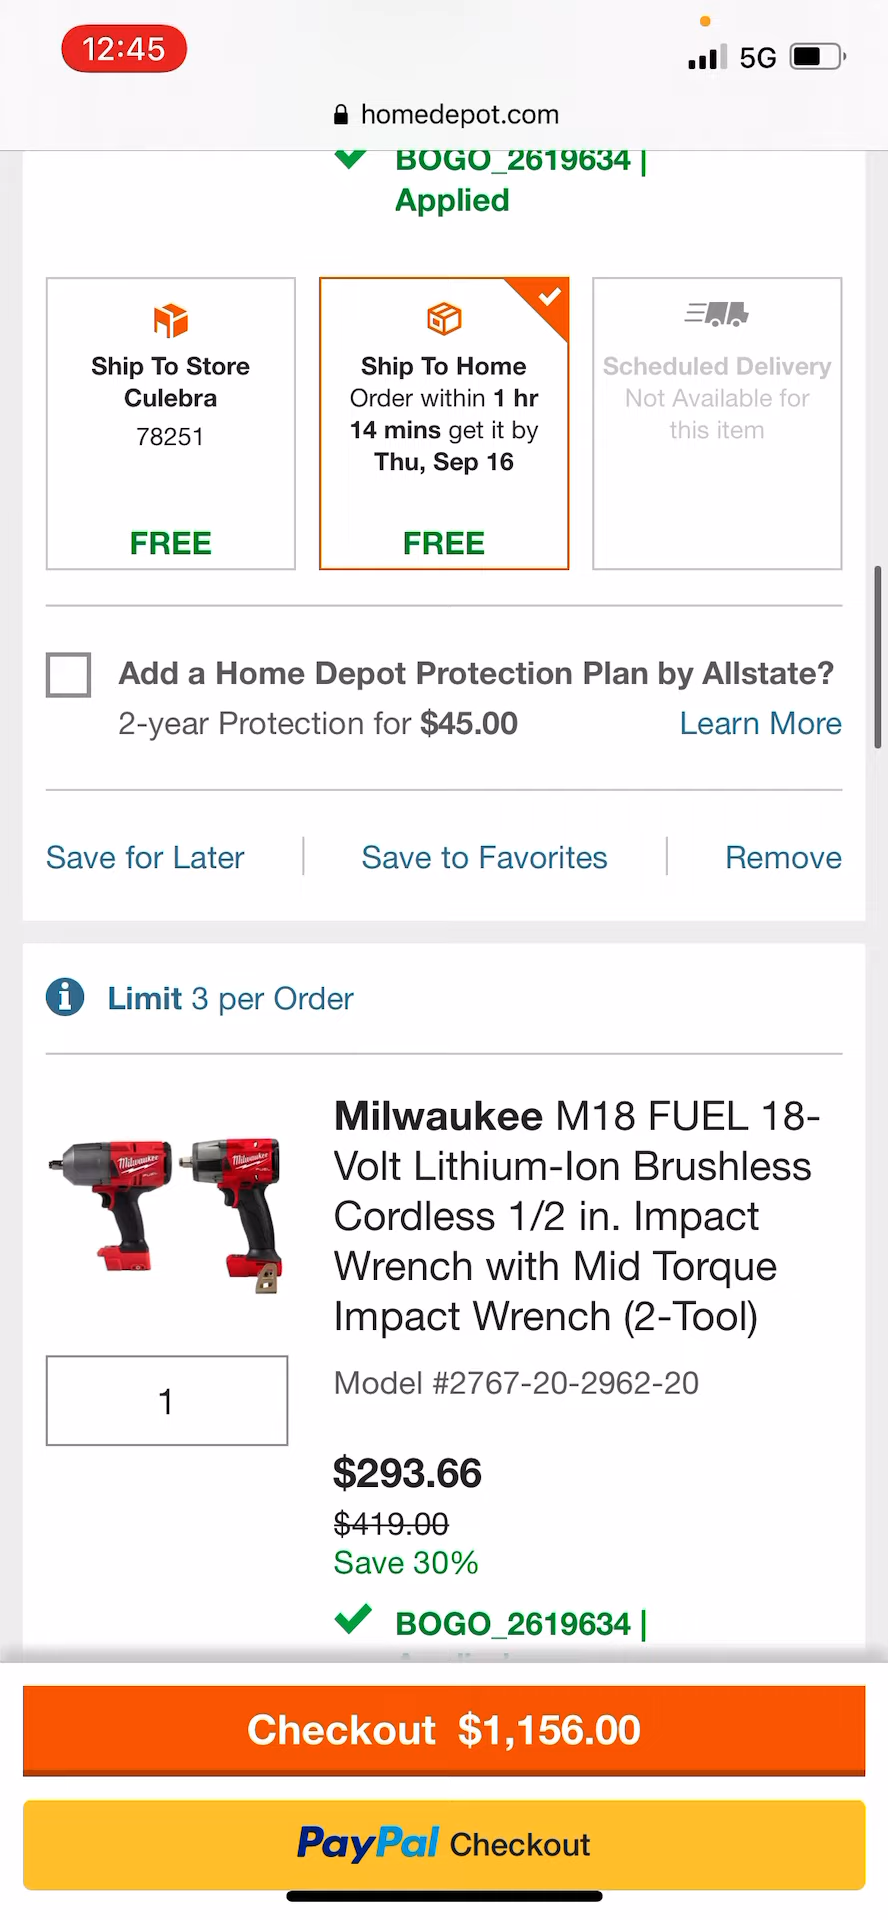 12:45
5G
homedepot.com
BOGO_2619634 |
Applied
Ship To Store
Culebra
78251
FREE
Ship To Home
Order within 1 hr
14 mins get it by
Thu, Sep 16
FREE
Scheduled Delivery
Not Available for
this item
Add a Home Depot Protection Plan by Allstate?
2-year Protection for $45.00
Learn More
Save for Later
Save to Favorites
Remove
Limit 3 per Order
Milwaukee M18 FUEL 18-
Volt Lithium-Ion Brushless
Cordless 1/2 in. Impact
Wrench with Mid Torque
Impact Wrench (2-Tool)
Milwaukee
Milwaukee
1
Model #2767-20-2962-20
$293.66
$419.00
Save 30%
BOGO_2619634 |
Checkout $1,156.00
PayPal Checkout